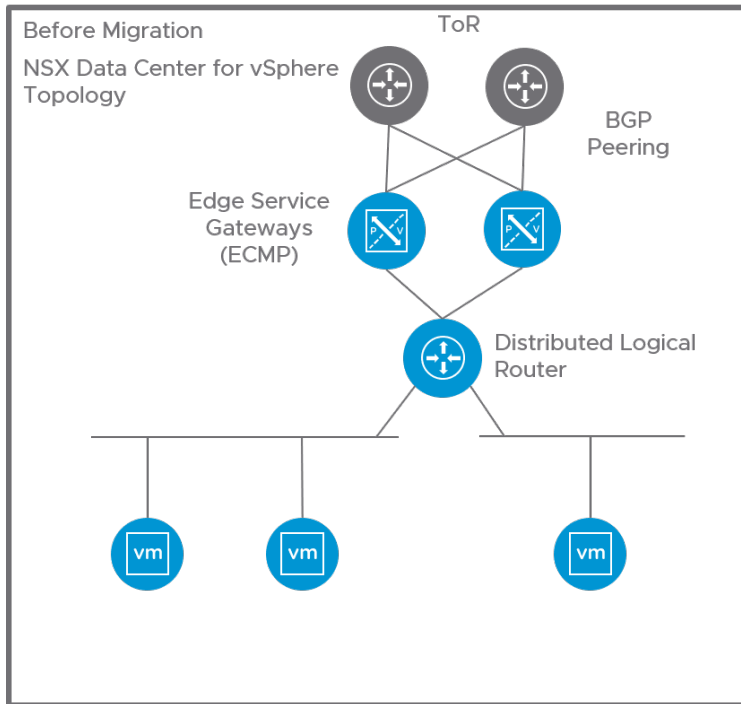 Before Migration
ToR
NSX Data Center for vSphere
Topology
BGP
Peering
Edge Service
Gateways
(ECMP)
P V
P V
Distributed Logical
Router
vm
vm
vm